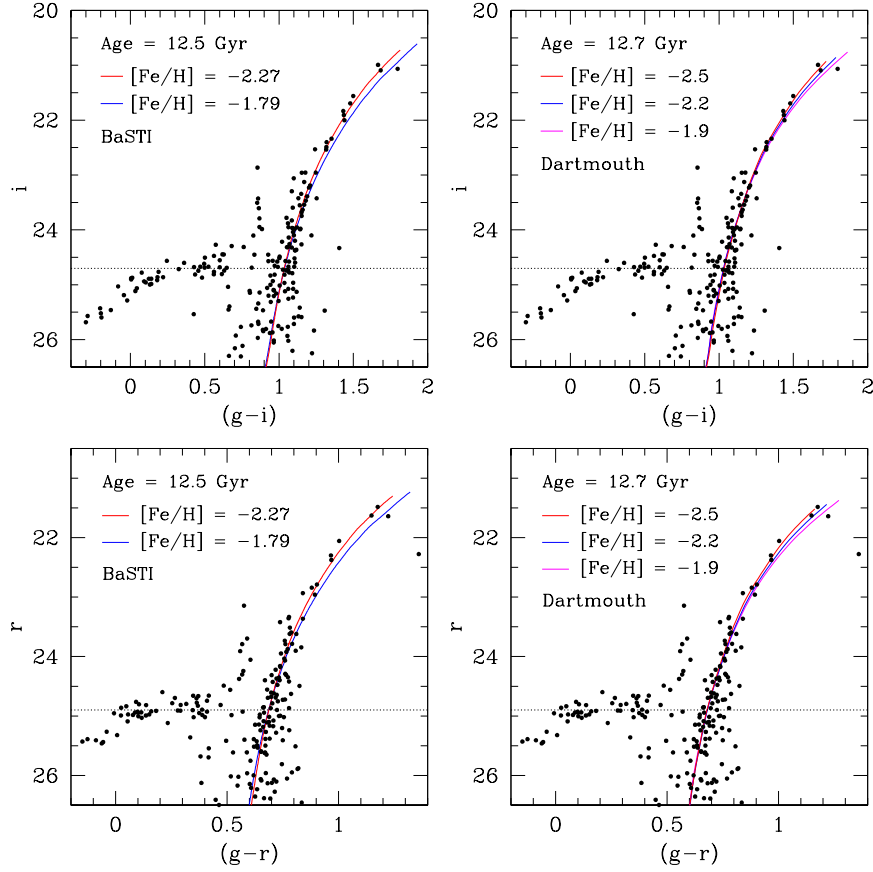 20
22
24
26
i
Age = 12.5 Gyr
[Fe/H] = −2.27
[Fe/H] = −1.79
BaSTI
0
0.5
1
1.5
2
(g−i)
20
22
24
26
i
Age = 12.7 Gyr
[Fe/H] = −2.5
[Fe/H] = −2.2
[Fe/H] = −1.9
Dartmouth
0
0.5
1
1.5
2
(g−i)
22
24
26
r
Age = 12.5 Gyr
[Fe/H] = −2.27
[Fe/H] = −1.79
BaSTI
0
0.5
1
(g−r)
22
24
26
r
Age = 12.7 Gyr
[Fe/H] = −2.5
[Fe/H] = −2.2
[Fe/H] = −1.9
Dartmouth
0
0.5
1
(g−r)